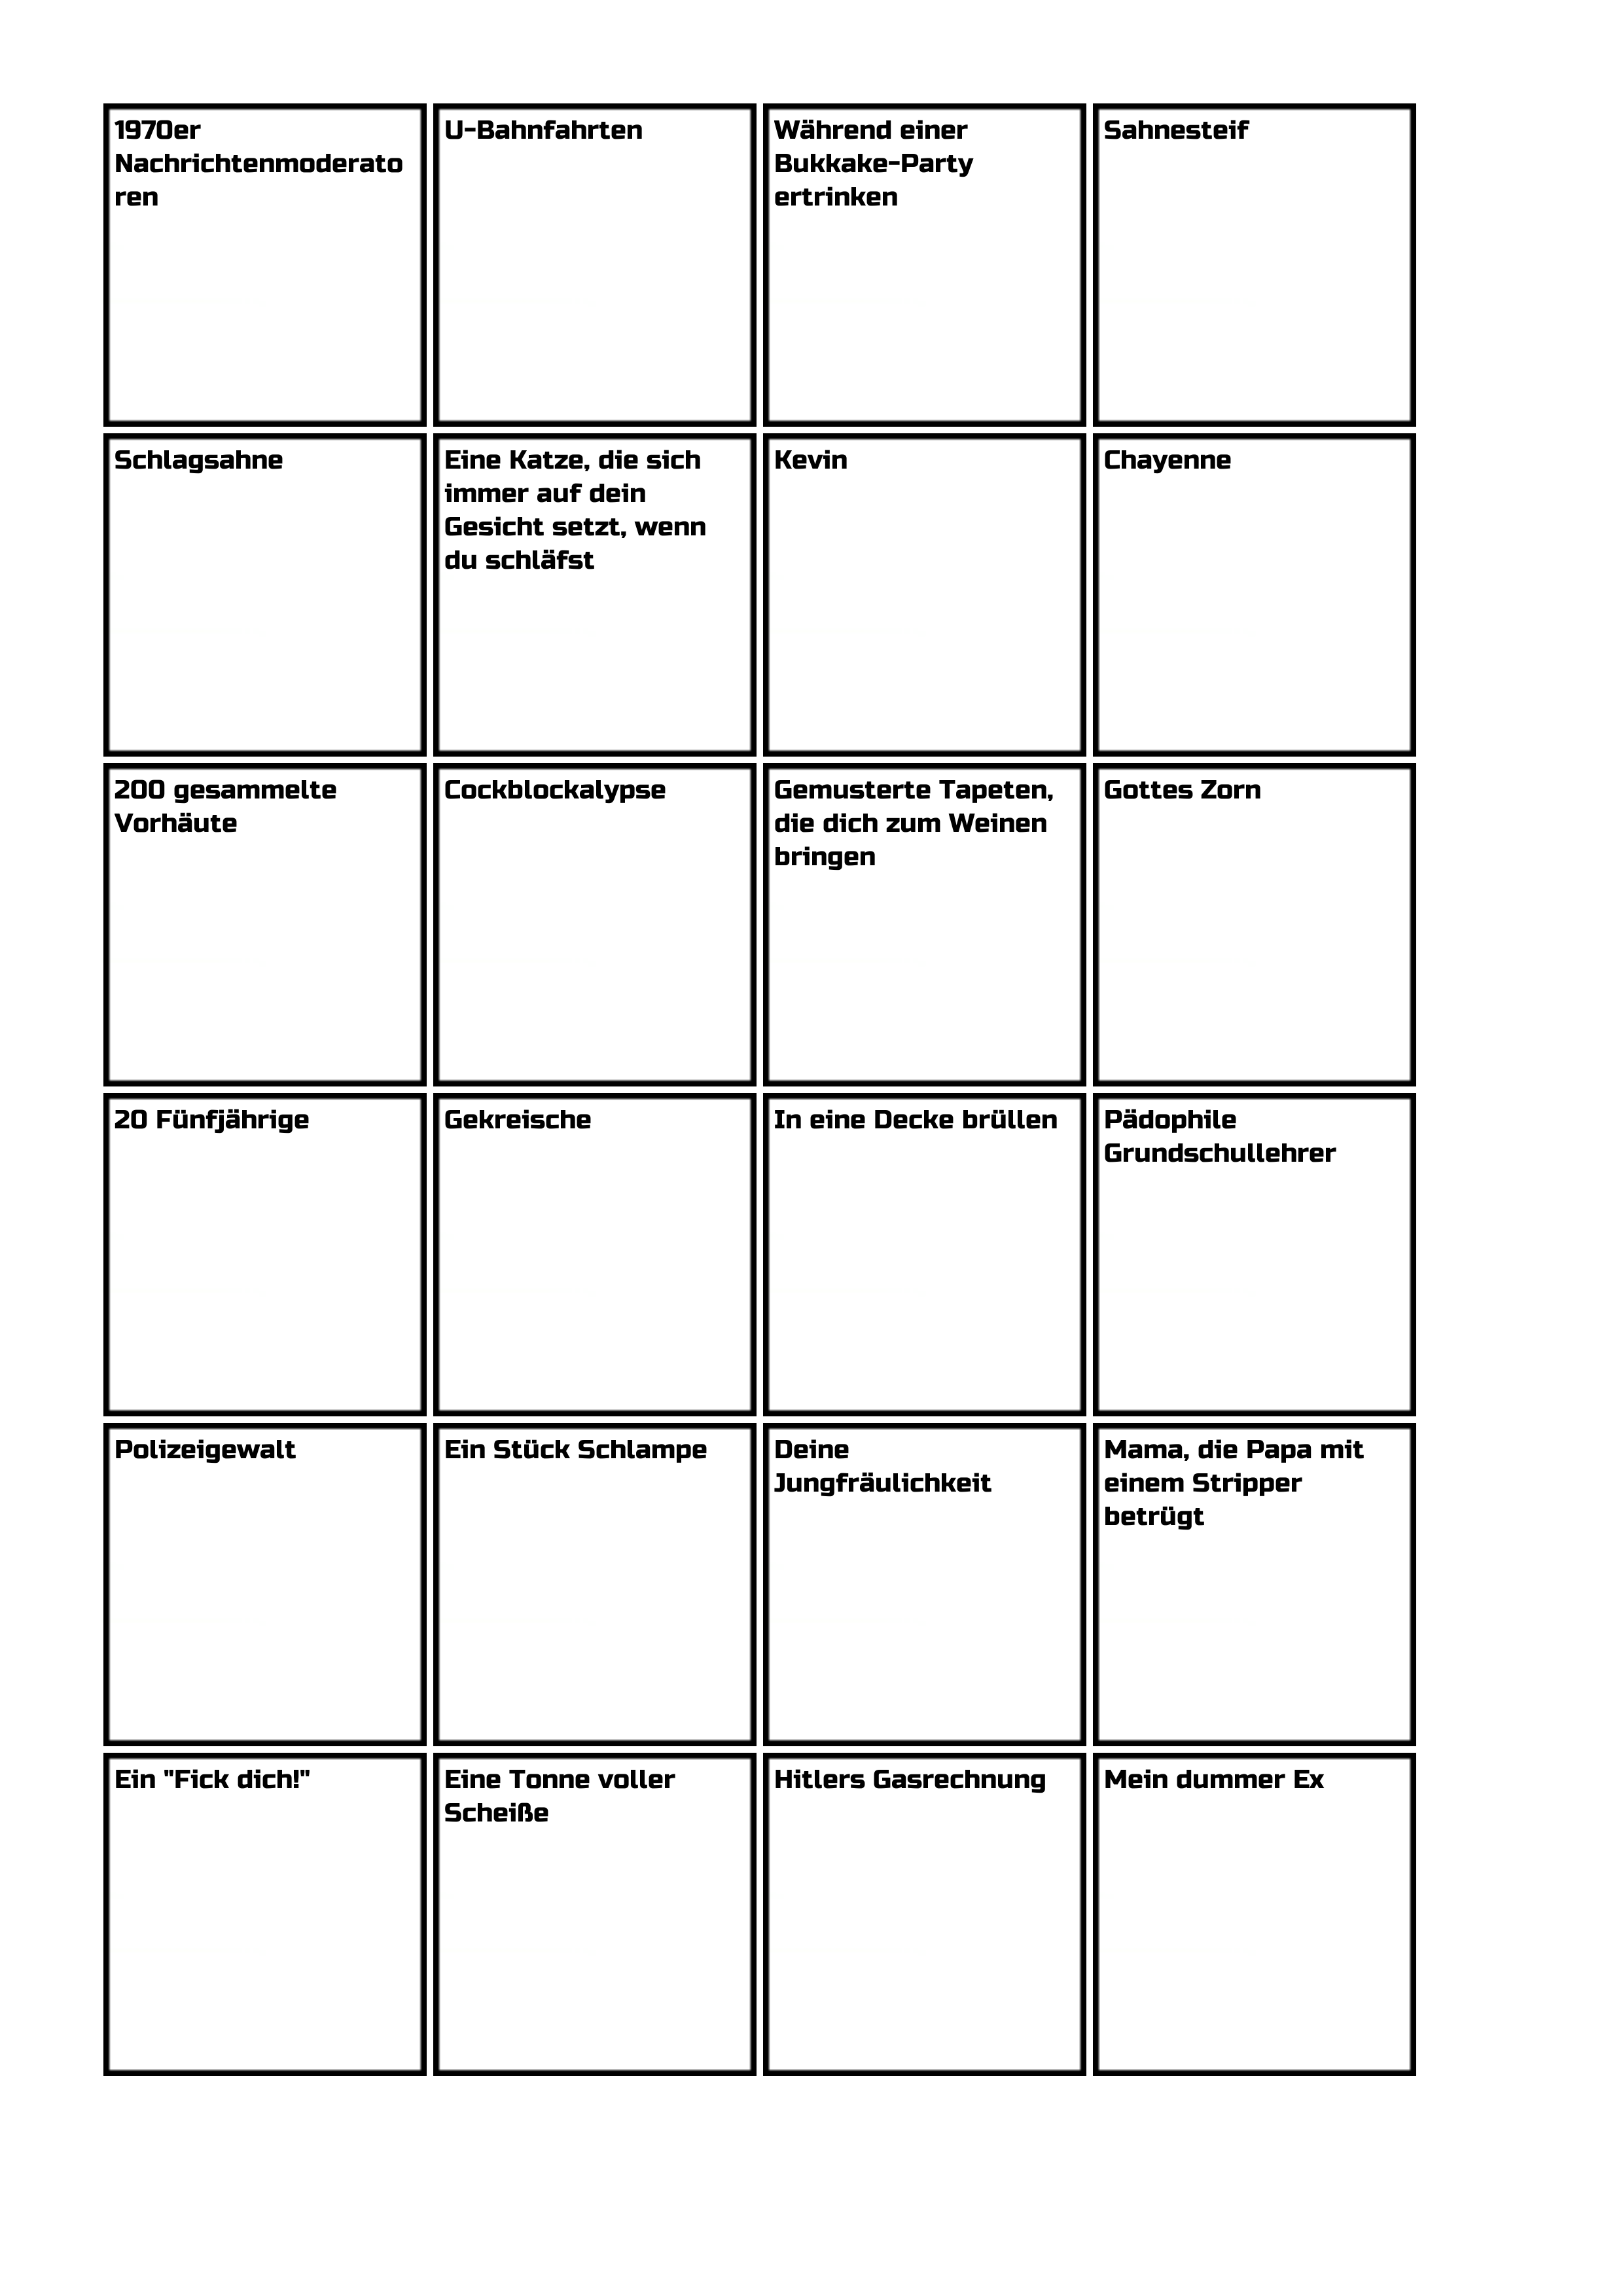 1970er
Nachrichtenmoderato
ren
U-Bahnfahrten
Während einer
Bukkake-Party
ertrinken
Sahnesteif
Schlagsahne
Eine Katze, die sich
immer auf dein
Gesicht setzt, wenn
du schläfst
Kevin
Chayenne
200 gesammelte
Vorhäute
Cockblockalypse
Gemusterte Tapeten,
die dich zum Weinen
bringen
Gottes Zorn
20 Fünfjährige
Gekreische
In eine Decke brüllen
Pädophile
Grundschullehrer
Polizeigewalt
Ein Stück Schlampe
Deine
Jungfräulichkeit
Mama, die Papa mit
einem Stripper
betrügt
Ein "Fick dich!"
Eine Tonne voller
Scheiße
Hitlers Gasrechnung
Mein dummer Ex